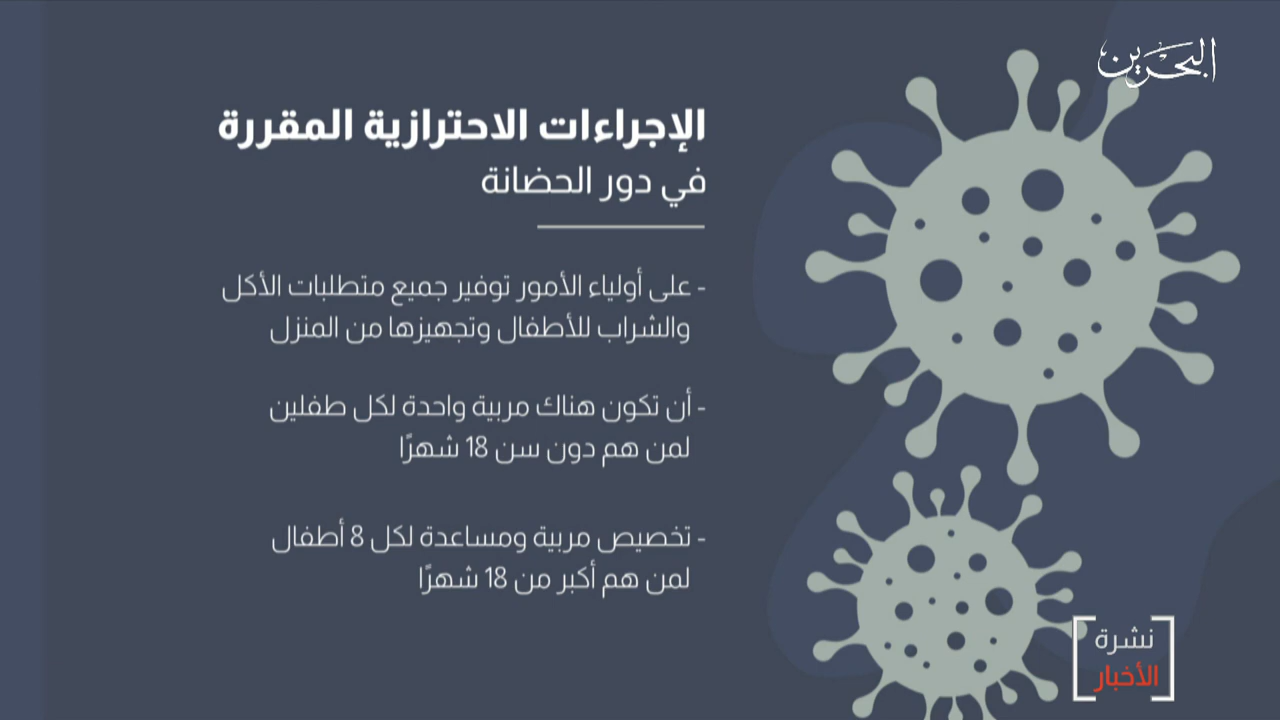 البحرين
الإجراءات الاحترازية المقررة
في دور الحضانة
- على أولياء الأمور توفير جميع متطلبات الأكل
والشراب للأطفال وتجهيزها من المنزل
- أن تكون هناك مربية واحدة لكل طفلين
لمن هم دون سن 18 شهرًا
- تخصيص مربية ومساعدة لكل 8 أطفال
لمن هم أكبر من 18 شهرًا
نشرة
الأخبار